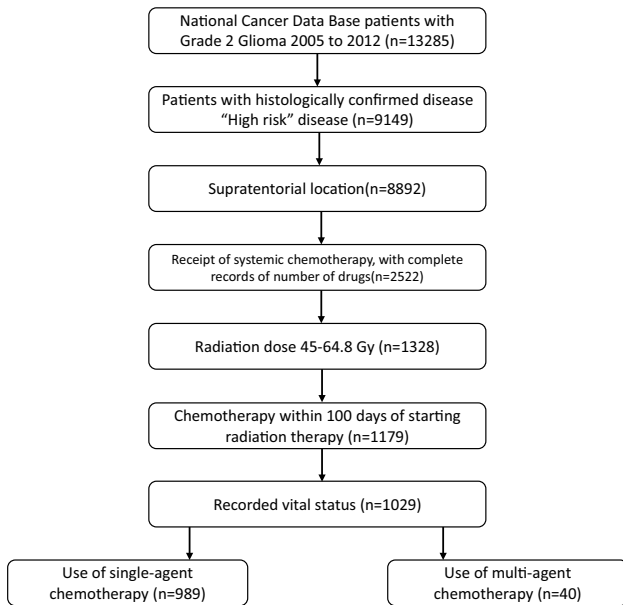 National Cancer Data Base patients with
Grade 2 Glioma 2005 to 2012 (n=13285)
Patients with histologically confirmed disease
“High risk” disease (n=9149)
Supratentorial location(n=8892)
Receipt of systemic chemotherapy, with complete
records of number of drugs(n=2522)
Radiation dose 45-64.8 Gy (n=1328)
Chemotherapy within 100 days of starting
radiation therapy (n=1179)
Recorded vital status (n=1029)
Use of single-agent
chemotherapy (n=989)
Use of multi-agent
chemotherapy (n=40)